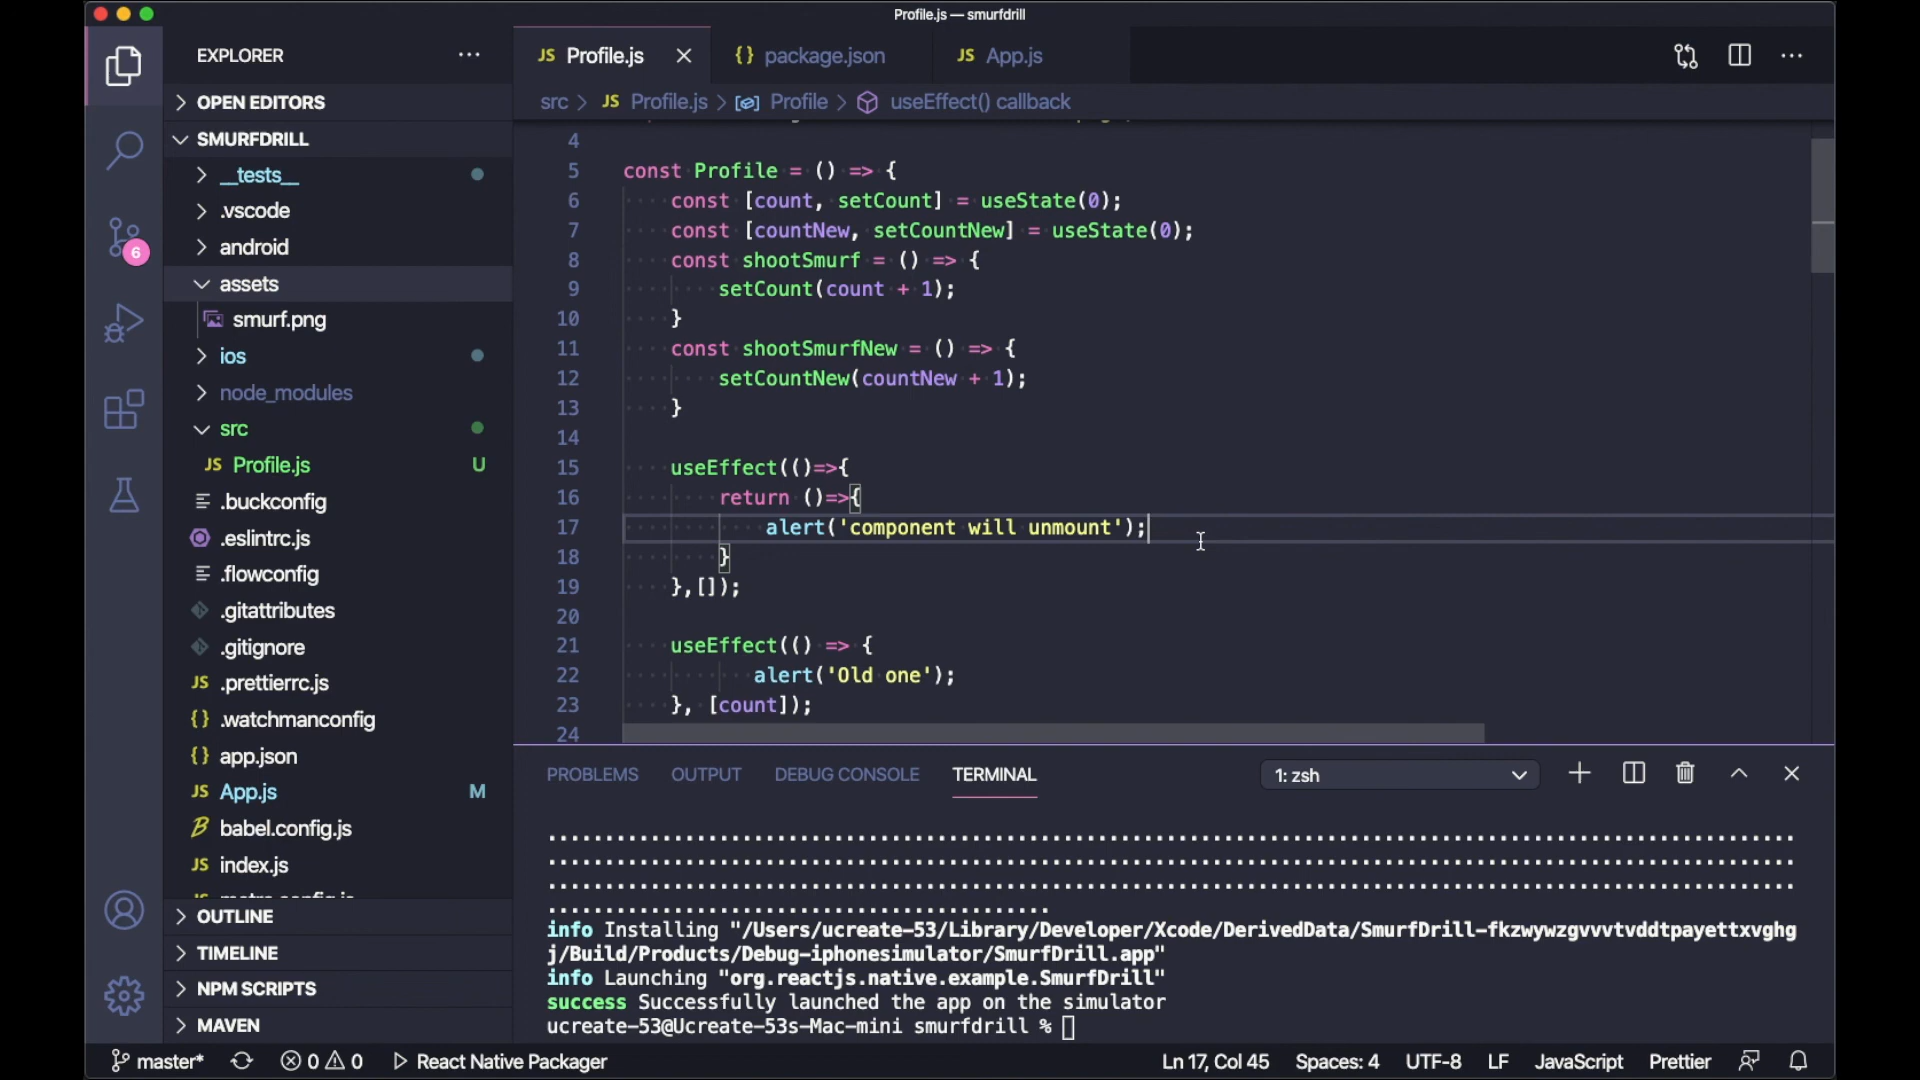 Profile.js — smurfdrill
EXPLORER
OPEN EDITORS
SMURFDRILL
__tests__
.vscode
android
assets
smurf.png
ios
node_modules
src
JS Profile.js U
.buckconfig
.eslintrc.js
.flowconfig
.gitattributes
.gitignore
JS .prettierrc.js
{} .watchmanconfig
{} app.json
JS App.js M
babel.config.js
JS index.js
OUTLINE
TIMELINE
NPM SCRIPTS
MAVEN
6
JS Profile.js
{} package.json
JS App.js
src > JS Profile.js > Profile > useEffect() callback
4
5 const Profile = () => {
6 const [count, setCount] = useState(0);
7 const [countNew, setCountNew] = useState(0);
8 const shootSmurf = () => {
9 setCount(count + 1);
10 }
11 const shootSmurfNew = () => {
12 setCountNew(countNew + 1);
13 }
14
15 useEffect(()=>{
16 return ()=>{
17 alert('component will unmount');
18 }
19 },[]);
20
21 useEffect(() => {
22 alert('Old one');
23 }, [count]);
24
PROBLEMS OUTPUT DEBUG CONSOLE TERMINAL 1: zsh
info Installing "/Users/ucreate-53/Library/Developer/Xcode/DerivedData/SmurfDrill-fkzwywzgvvvtvddtpayettxvghg
j/Build/Products/Debug-iphonesimulator/SmurfDrill.app"
info Launching "org.reactjs.native.example.SmurfDrill"
success Successfully launched the app on the simulator
ucreate-53@Ucreate-53s-Mac-mini smurfdrill %
master* 0 0 React Native Packager Ln 17, Col 45 Spaces: 4 UTF-8 LF JavaScript Prettier